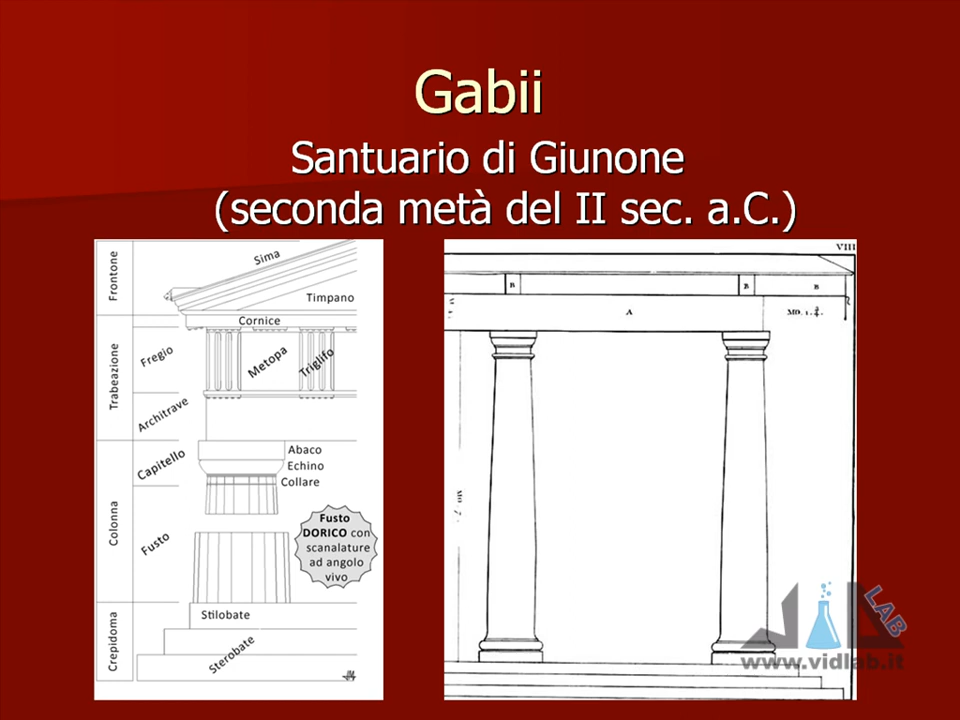 Gabii
Santuario di Giunone
(seconda metà del II sec. a.C.)
Frontone
Sima
Timpano
Cornice
Trabeazione
Fregio
Metopa
Triglifo
Architrave
Capitello
Abaco
Echino
Collare
Colonna
Fusto
Fusto
DORICO con
scanalature
ad angolo
vivo
Crepidoma
Stilobate
Sterobate
VIII
B
B
B
A
LAB
www.vidlab.it